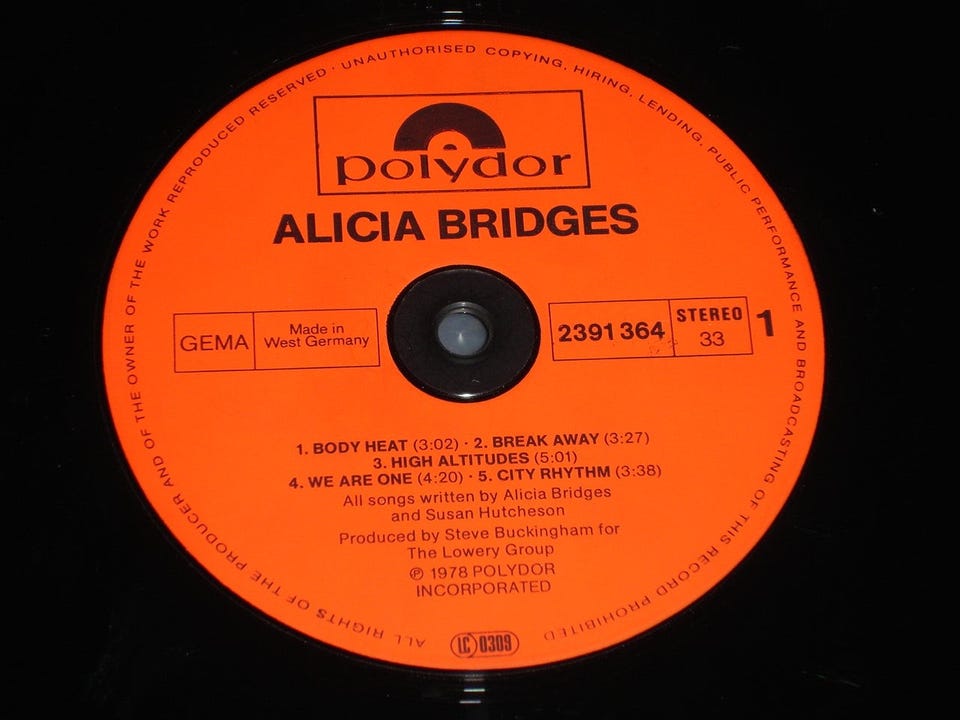 ALL RIGHTS OF THE PRODUCER AND OF THE OWNER OF THE WORK REPRODUCED RESERVED · UNAUTHORISED COPYING, HIRING, LENDING, PUBLIC PERFORMANCE AND BROADCASTING OF THIS RECORD PROHIBITED
polydor
ALICIA BRIDGES
GEMA
Made in
West Germany
2391 364
STEREO
33
1
1. BODY HEAT (3:02) · 2. BREAK AWAY (3:27)
3. HIGH ALTITUDES (5:01)
4. WE ARE ONE (4:20) · 5. CITY RHYTHM (3:38)
All songs written by Alicia Bridges
and Susan Hutcheson
Produced by Steve Buckingham for
The Lowery Group
℗ 1978 POLYDOR
INCORPORATED
LC 0309